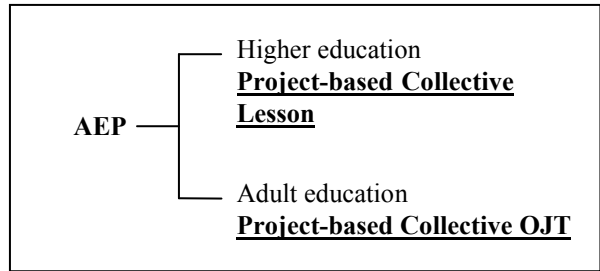 Higher education
Project-based Collective
Lesson
AEP
Adult education
Project-based Collective OJT